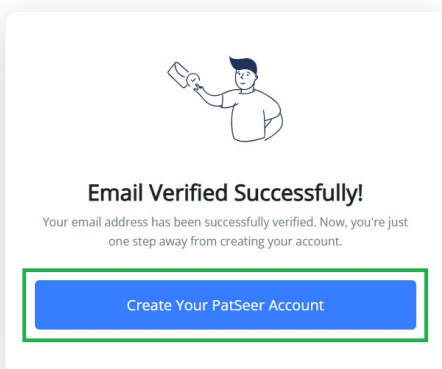 Email Verified Successfully!
Your email address has been successfully verified. Now, you're just
one step away from creating your account.
Create Your PatSeer Account